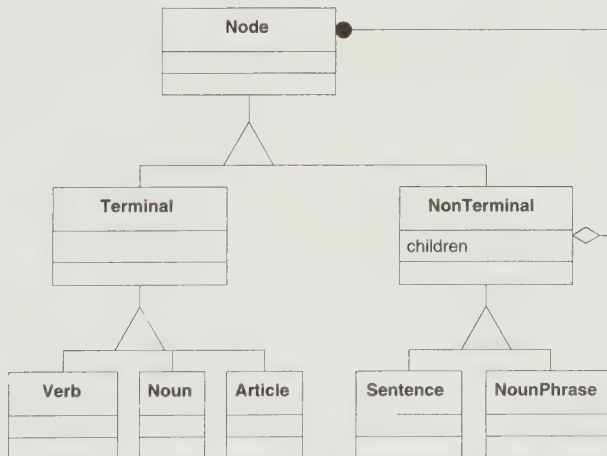 Node
Terminal
NonTerminal
children
Verb
Noun
Article
Sentence
NounPhrase